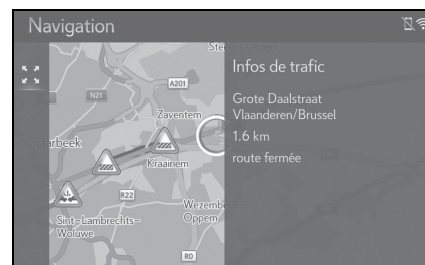 Navigation
Infos de trafic
Grote Daalstraat
Vlaanderen/Brussel
1.6 km
route fermée
A201
N21
Zaventem
Kraainem
R22
Wezemb
Oppem
Sint-Lambrechts-
Woluwe
R0